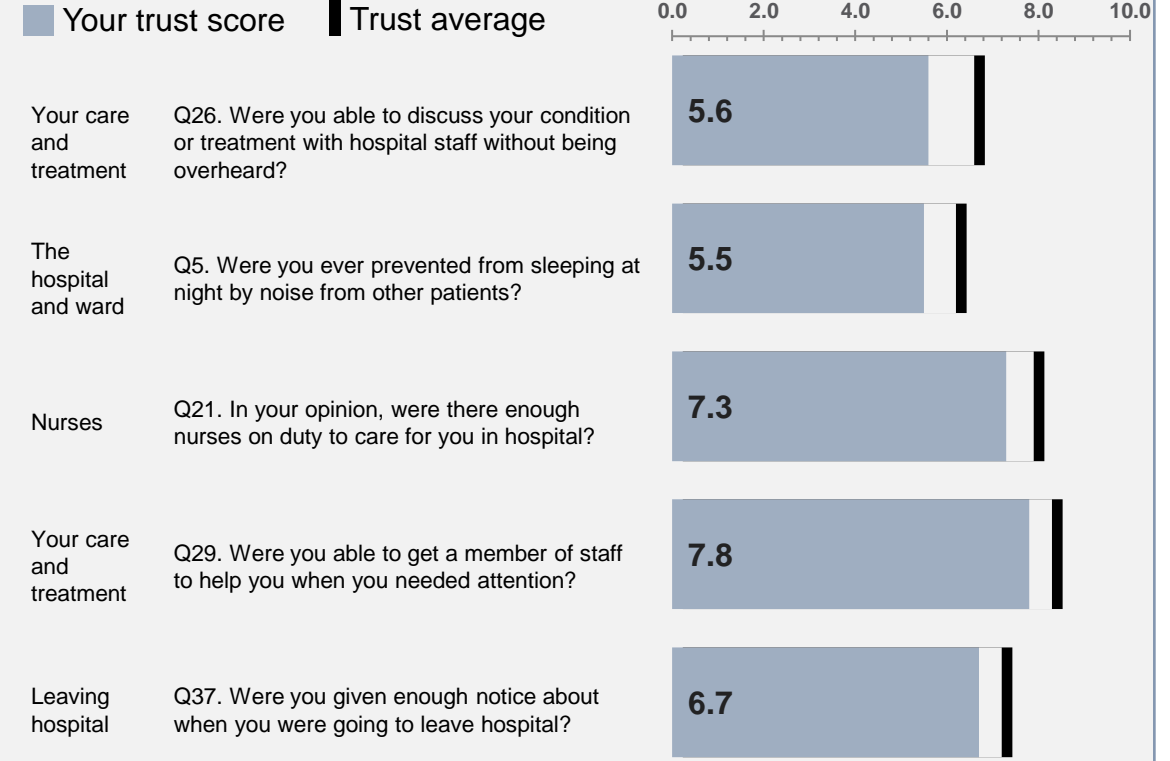 Your trust score
Trust average
0.0 2.0 4.0 6.0 8.0 10.0
Your care
and
treatment
Q26. Were you able to discuss your condition
or treatment with hospital staff without being
overheard?
5.6
The
hospital
and ward
Q5. Were you ever prevented from sleeping at
night by noise from other patients?
5.5
Nurses
Q21. In your opinion, were there enough
nurses on duty to care for you in hospital?
7.3
Your care
and
treatment
Q29. Were you able to get a member of staff
to help you when you needed attention?
7.8
Leaving
hospital
Q37. Were you given enough notice about
when you were going to leave hospital?
6.7